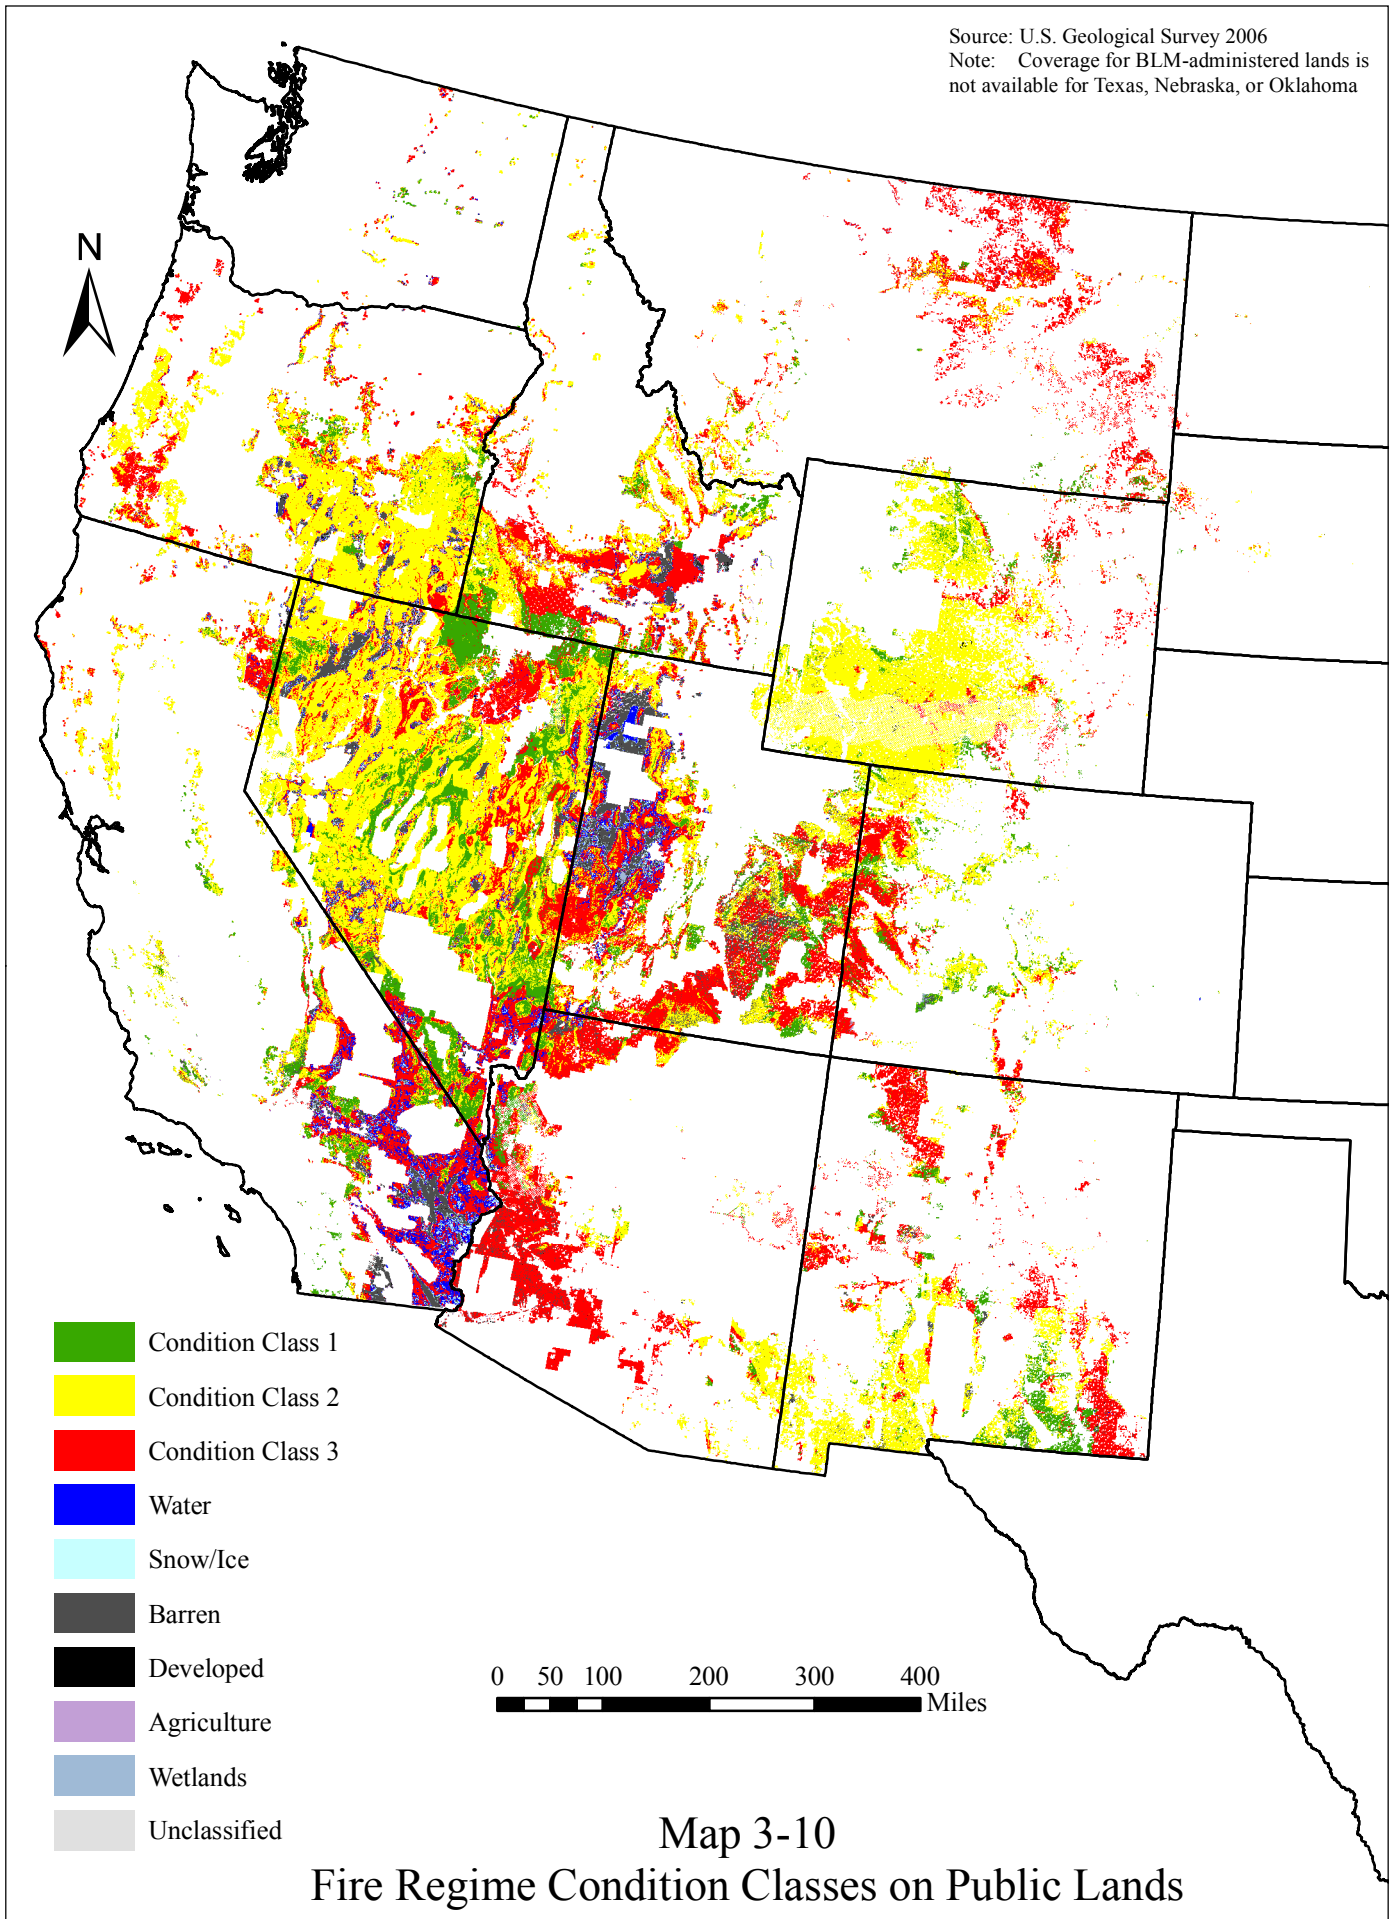 Source: U.S. Geological Survey 2006
Note: Coverage for BLM-administered lands is
not available for Texas, Nebraska, or Oklahoma
N
Condition Class 1
Condition Class 2
Condition Class 3
Water
Snow/Ice
Barren
Developed
Agriculture
Wetlands
Unclassified
0 50 100 200 300 400
Miles
Map 3-10
Fire Regime Condition Classes on Public Lands